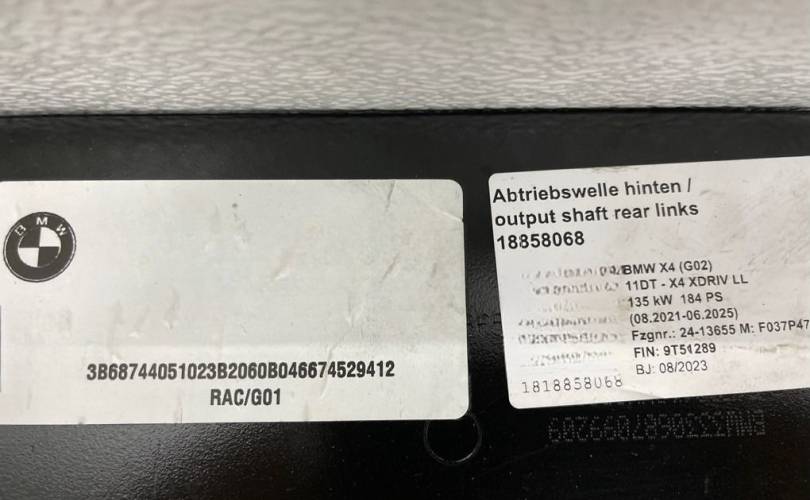 BMW
3B68744051023B2060B046674529412
RAC/G01
Abtriebswelle hinten /
output shaft rear links
18858068
BMW X4 (G02)
11DT - X4 XDRIV LL
135 kW 184 PS
(08.2021-06.2025)
Fzgnr.: 24-13655 M: F037P47
FIN: 9T51289
BJ: 08/2023
1818858068